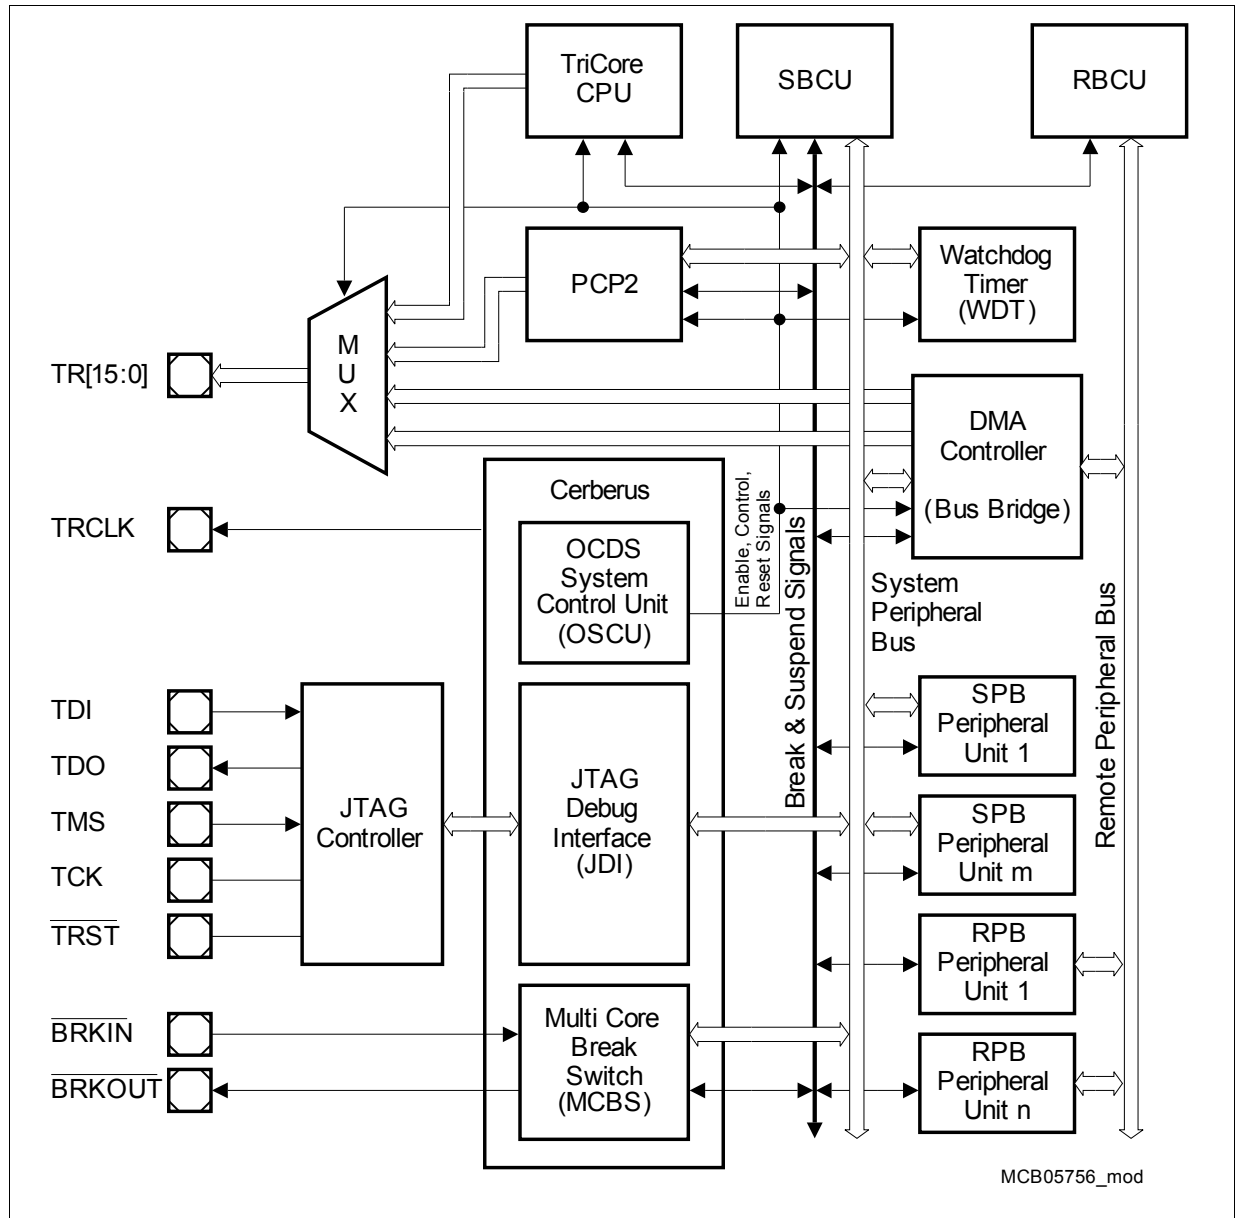 TriCore
CPU
SBCU
RBCU
PCP2
Watchdog
Timer
(WDT)
M
U
X
TR[15:0]
DMA
Controller
(Bus Bridge)
Cerberus
TRCLK
OCDS
System
Control Unit
(OSCU)
Enable, Control,
Reset Signals
Break & Suspend Signals
System
Peripheral
Bus
Remote Peripheral Bus
TDI
TDO
TMS
TCK
TRST
JTAG
Controller
JTAG
Debug
Interface
(JDI)
SPB
Peripheral
Unit 1
SPB
Peripheral
Unit m
RPB
Peripheral
Unit 1
RPB
Peripheral
Unit n
BRKIN
BRKOUT
Multi Core
Break
Switch
(MCBS)
MCB05756_mod